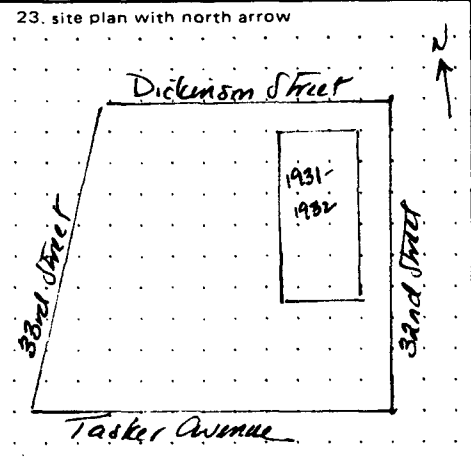 23. site plan with north arrow
N
Dickinson Street
1931-
1932
33rd Street
32nd Street
Tasker Avenue